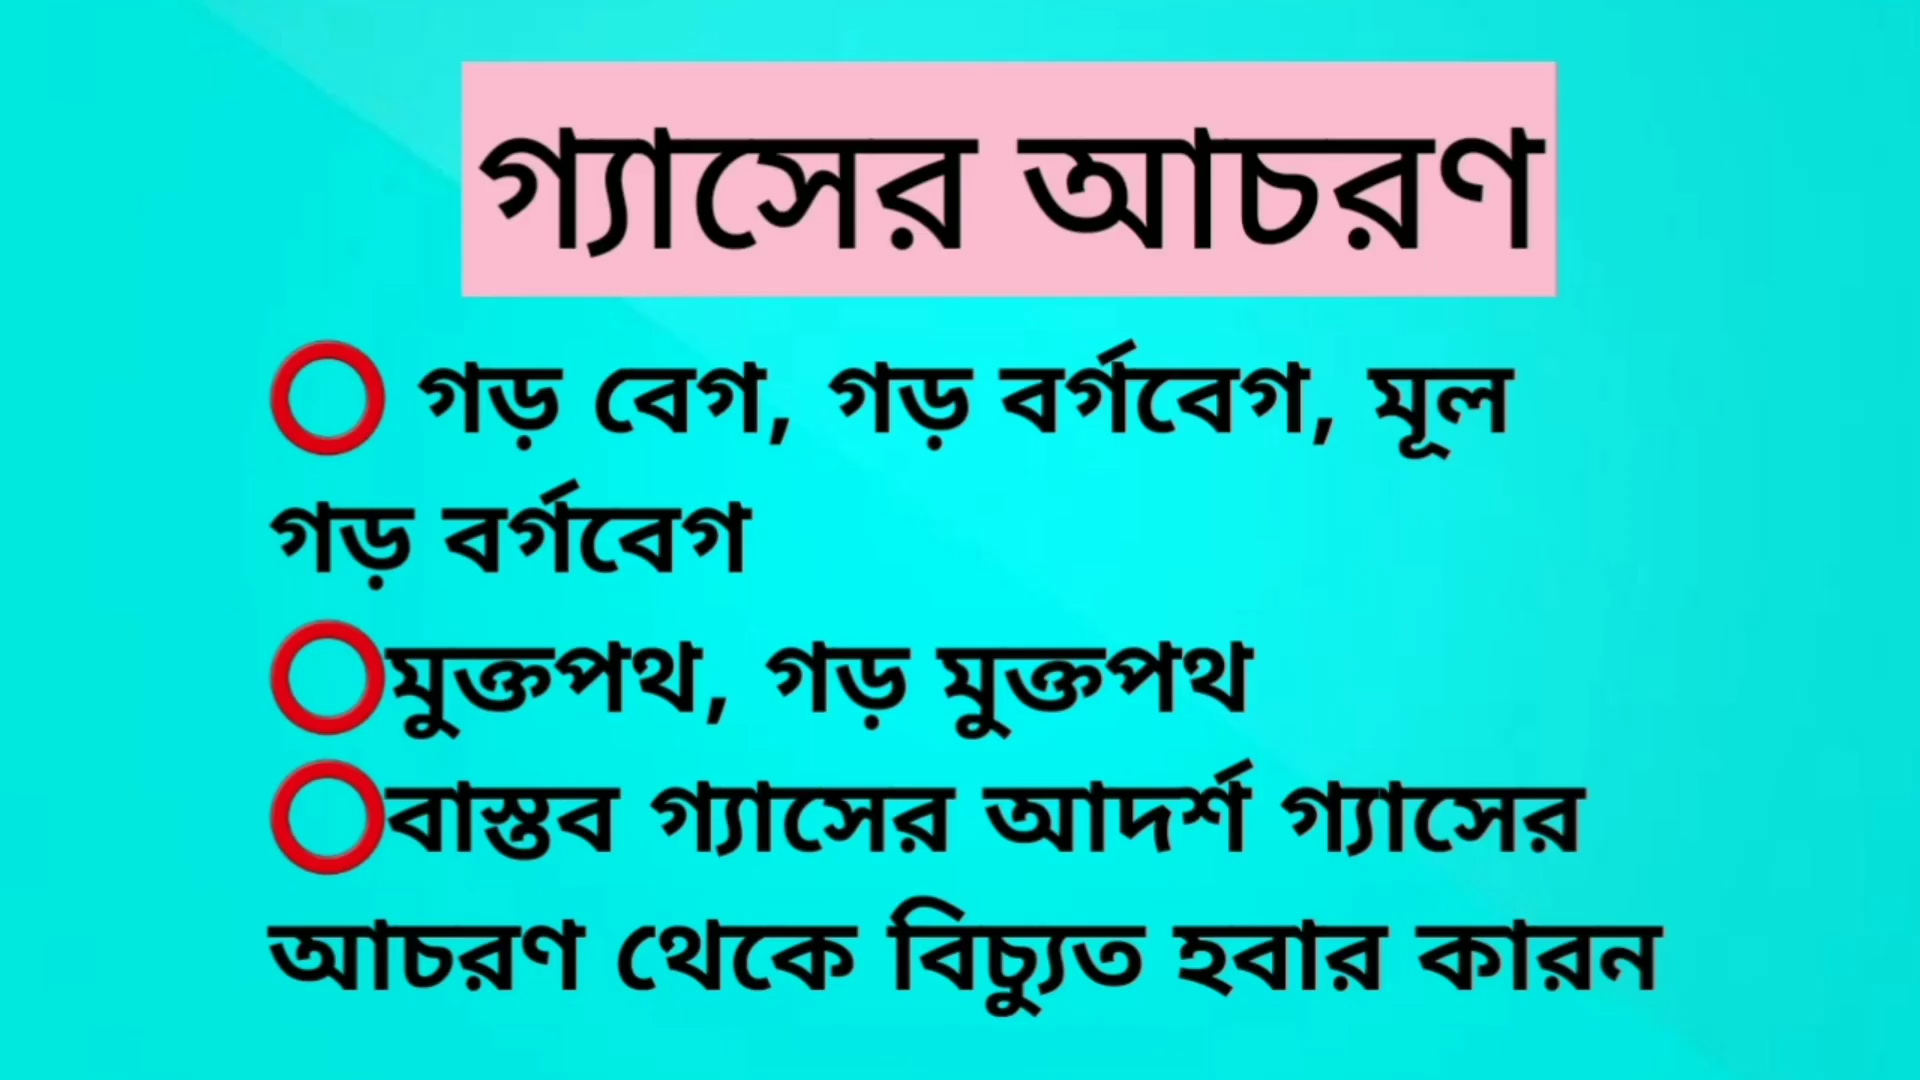 গ্যাসের আচরণ
⭕ গড় বেগ, গড় বর্গবেগ, মূল
গড় বর্গবেগ
⭕মুক্তপথ, গড় মুক্তপথ
⭕বাস্তব গ্যাসের আদর্শ গ্যাসের
আচরণ থেকে বিচ্যুত হবার কারন